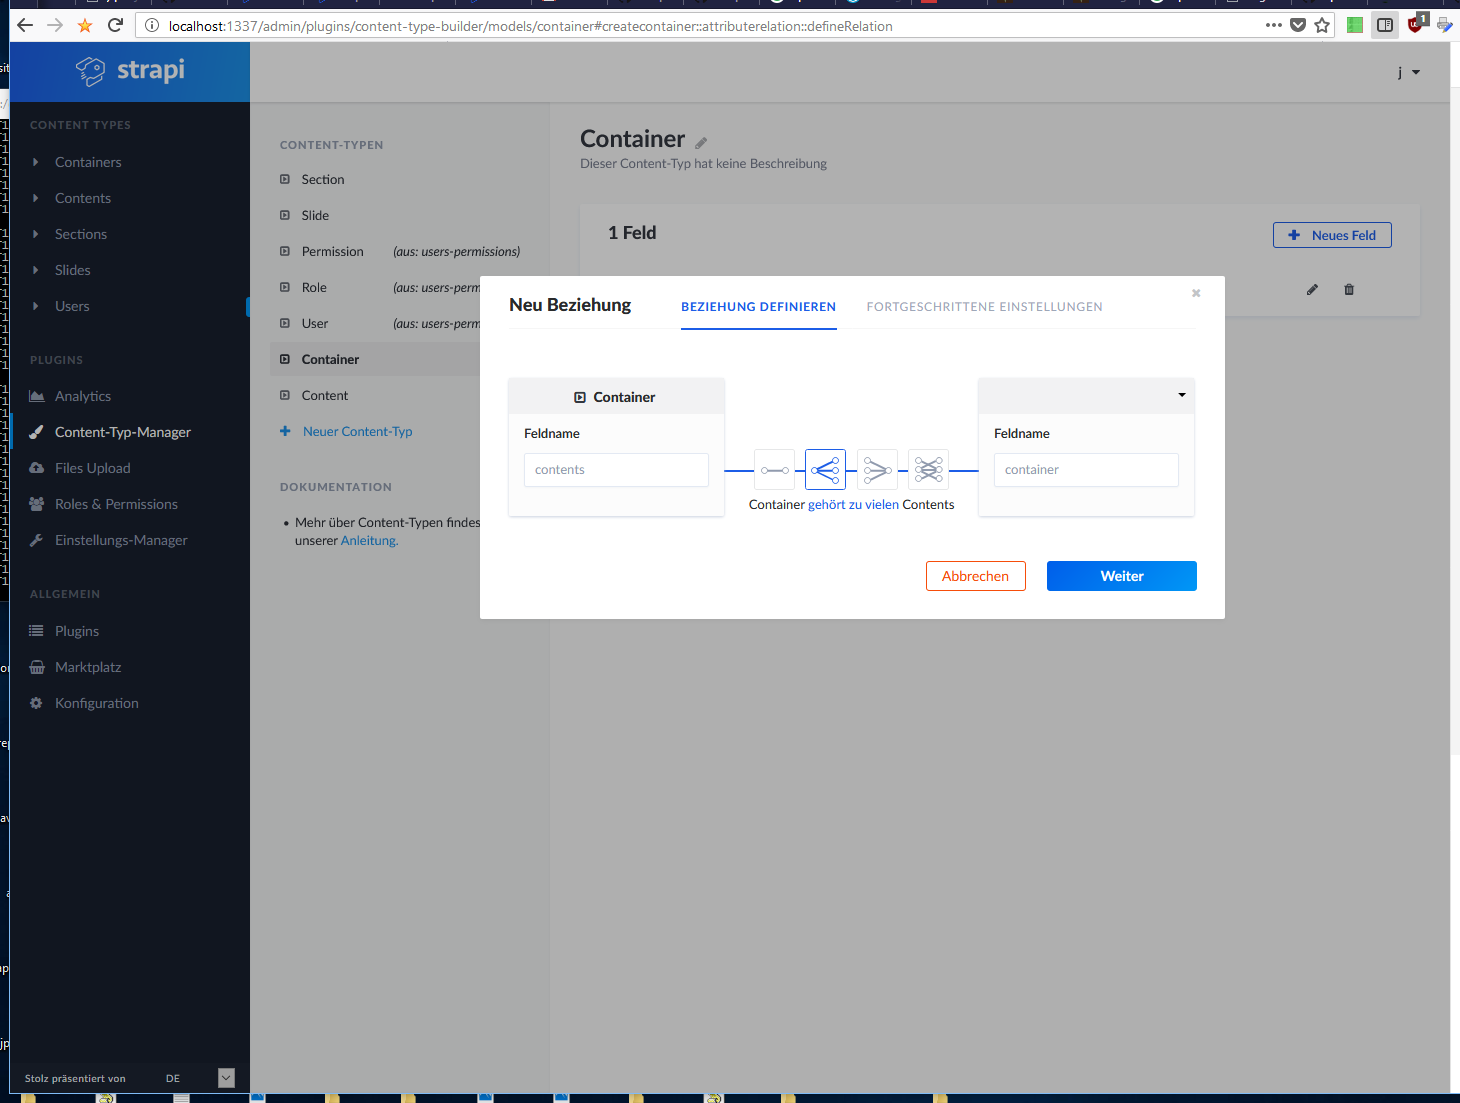 localhost:1337/admin/plugins/content-type-builder/models/container#createcontainer::attributerelation::defineRelation
1
strapi
j
CONTENT TYPES
Containers
Contents
Sections
Slides
Users
PLUGINS
Analytics
Content-Typ-Manager
Files Upload
Roles & Permissions
Einstellungs-Manager
ALLGEMEIN
Plugins
Marktplatz
Konfiguration
Stolz präsentiert von DE
CONTENT-TYPEN
Section
Slide
Permission (aus: users-permissions)
Role (aus: users-perm
User (aus: users-perm
Container
Content
Neuer Content-Typ
DOKUMENTATION
• Mehr über Content-Typen findes
unserer Anleitung.
Container
Dieser Content-Typ hat keine Beschreibung
1 Feld
+ Neues Feld
Neu Beziehung
BEZIEHUNG DEFINIEREN
FORTGESCHRITTENE EINSTELLUNGEN
Container
Feldname
contents
Container gehört zu vielen Contents
Feldname
container
Abbrechen
Weiter